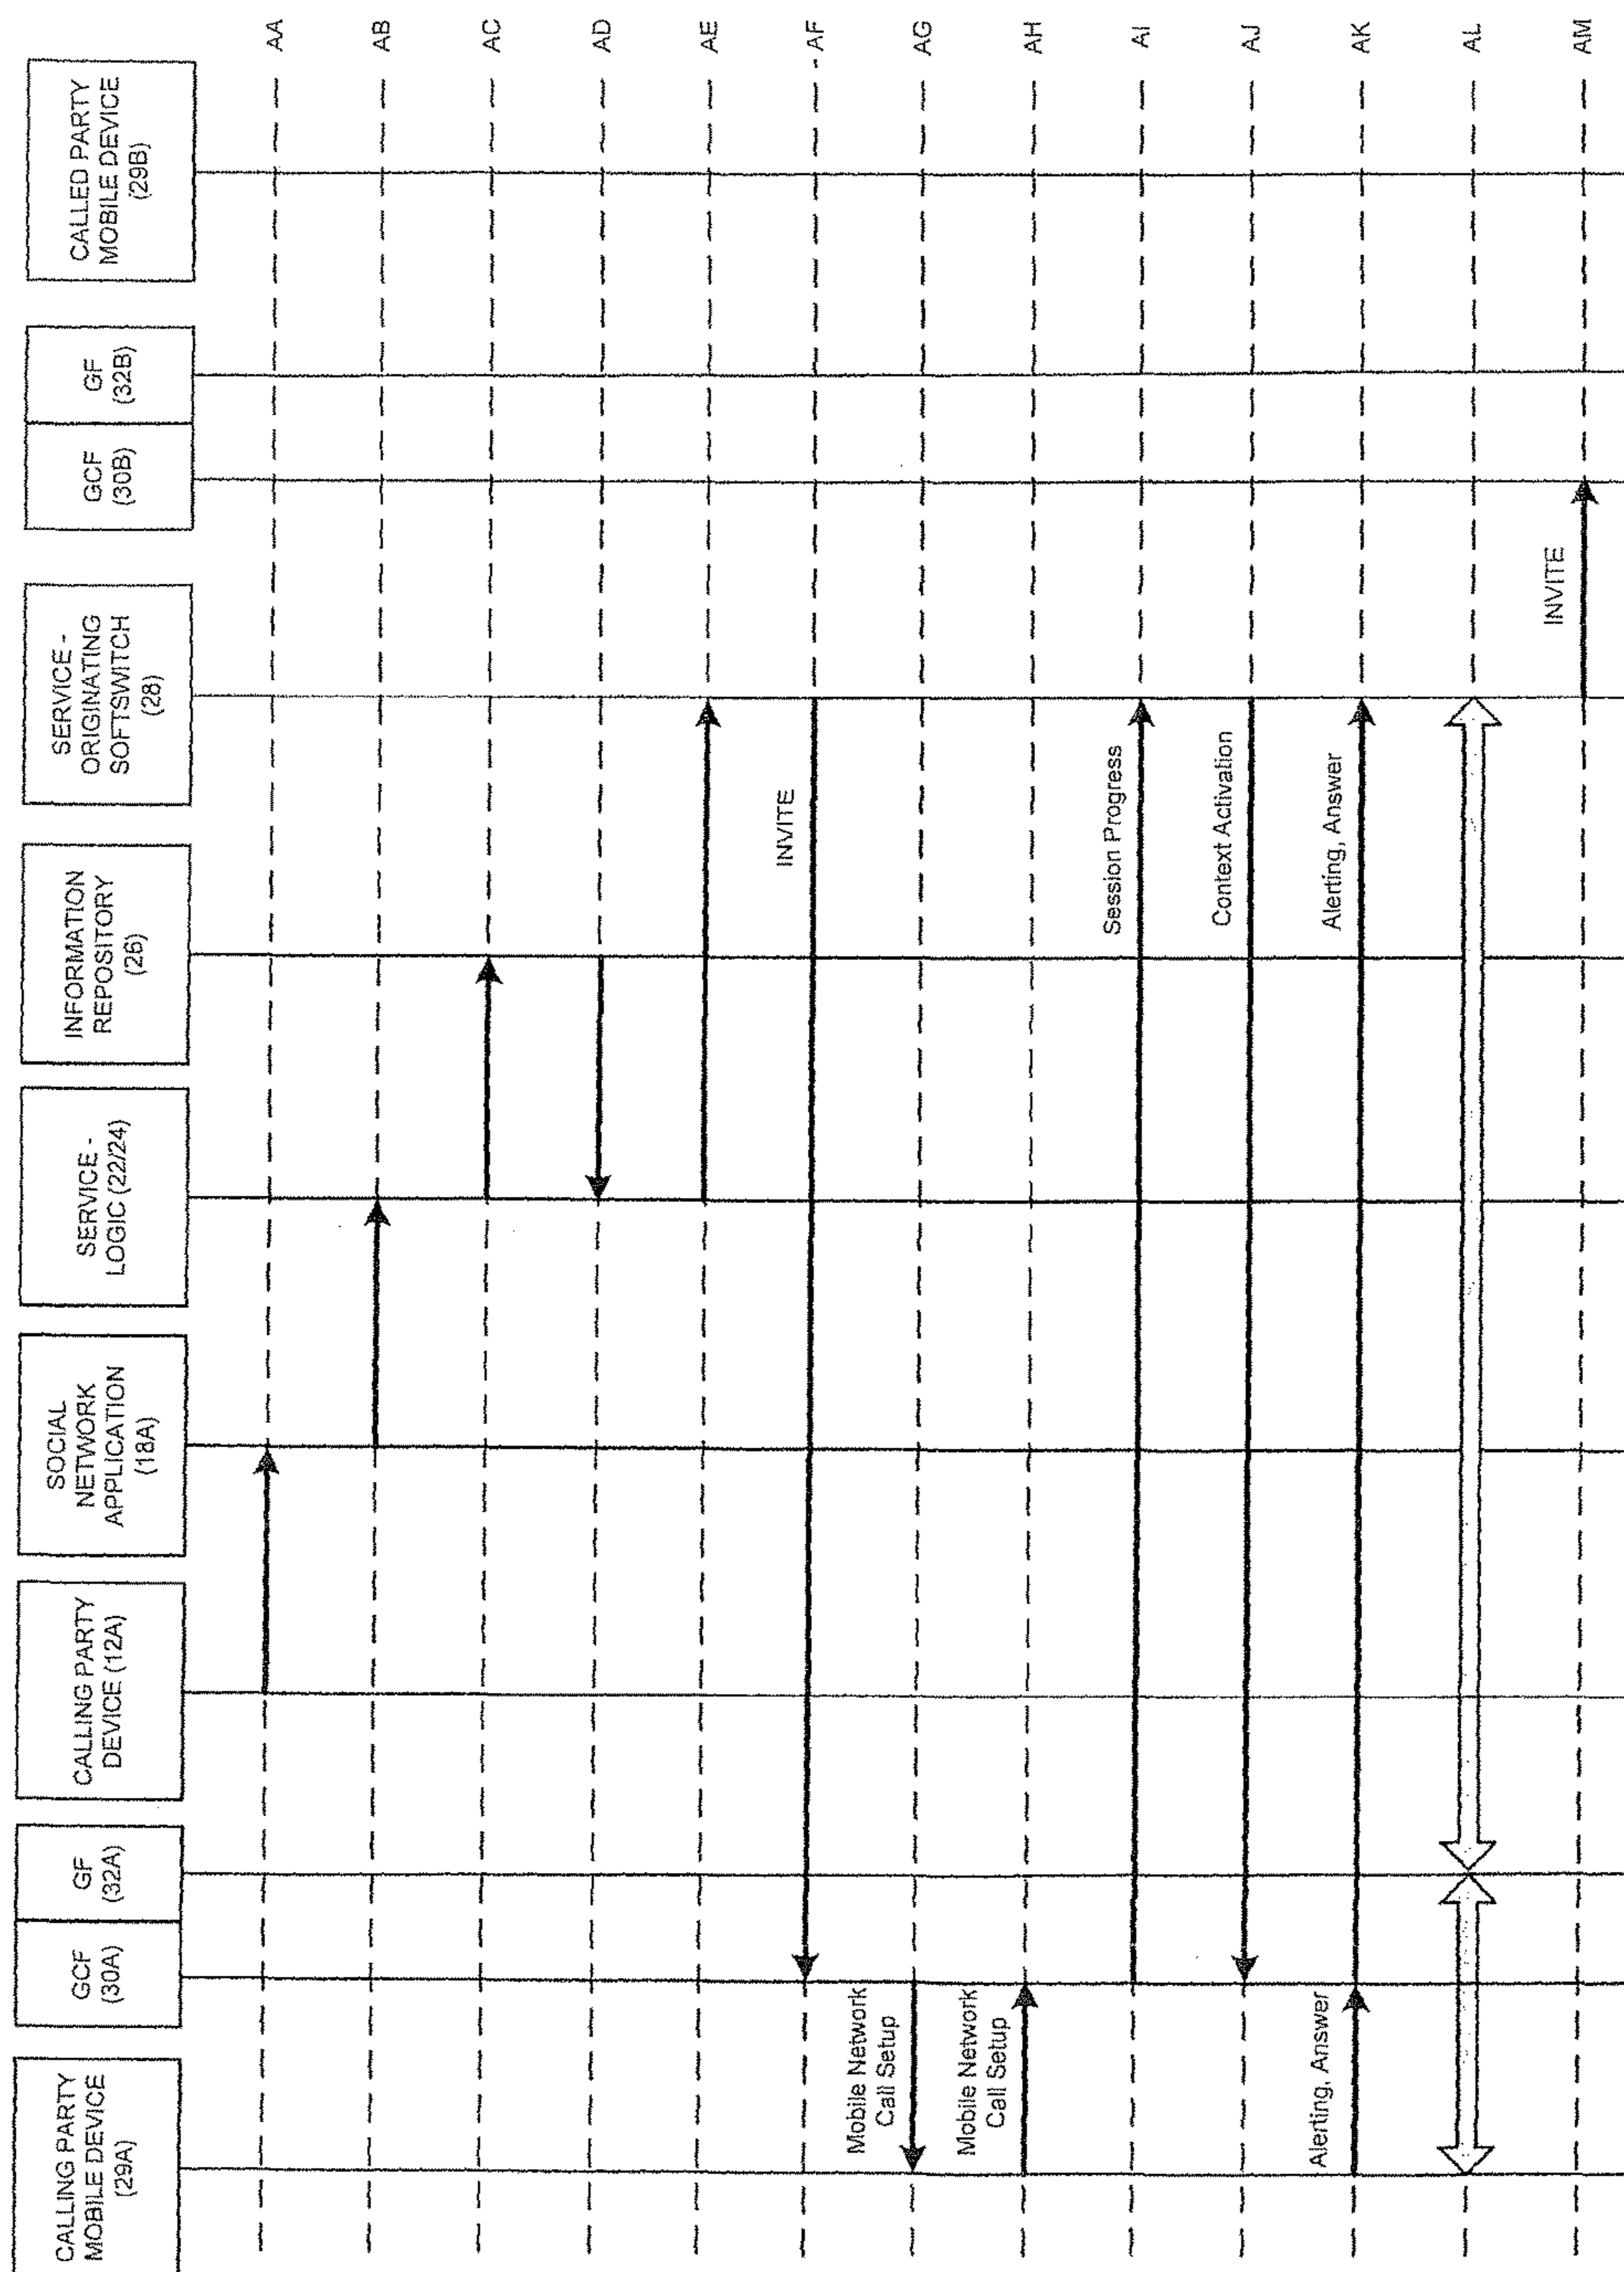 CALLING PARTY
MOBILE DEVICE
(29A)
GCF
(30A)
GF
(32A)
CALLING PARTY
DEVICE (12A)
SOCIAL
NETWORK
APPLICATION
(18A)
SERVICE -
LOGIC (22/24)
INFORMATION
REPOSITORY
(26)
SERVICE -
ORIGINATING
SOFTSWITCH
(28)
GCF
(30B)
GF
(32B)
CALLED PARTY
MOBILE DEVICE
(29B)
AA
AB
AC
AD
AE
INVITE
AF
Mobile Network
Call Setup
AG
Mobile Network
Call Setup
AH
Session Progress
AI
Context Activation
AJ
Alerting, Answer
Alerting, Answer
AK
AL
INVITE
AM